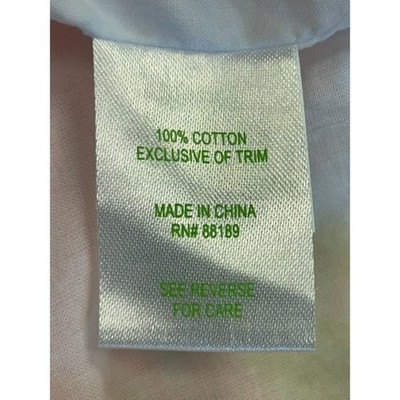 100% COTTON
EXCLUSIVE OF TRIM
MADE IN CHINA
RN# 88189
SEE REVERSE
FOR CARE